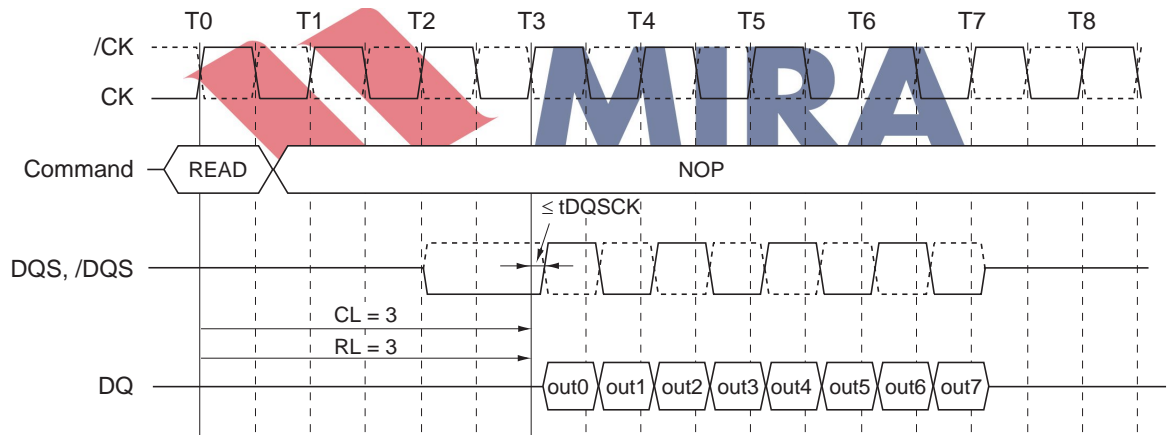 T0 T1 T2 T3 T4 T5 T6 T7 T8
/CK
CK
MIRA
Command READ NOP
≤ tDQSCK
DQS, /DQS
CL = 3
RL = 3
DQ out0 out1 out2 out3 out4 out5 out6 out7